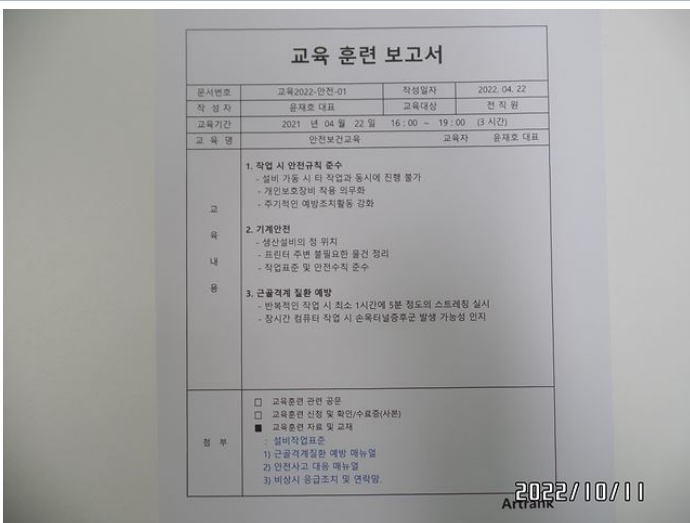 교육 훈련 보고서
문서번호 교육2022-안전-01 작성일자 2022. 04. 22
작 성 자 윤재호 대표 교육대상 전 직 원
교육기간 2021 년 04 월 22 일 16 : 00 ~ 19 : 00 (3 시간)
교 육 명 안전보건교육 교육자 윤재호 대표
교 육 내 용
1. 작업 시 안전규칙 준수
- 설비 가동 시 타 작업과 동시에 진행 불가
- 개인보호장비 착용 의무화
- 주기적인 예방조치활동 강화
2. 기계안전
- 생산설비의 정 위치
- 프린터 주변 불필요한 물건 정리
- 작업표준 및 안전수칙 준수
3. 근골격계 질환 예방
- 반복적인 작업 시 최소 1시간에 5분 정도의 스트레칭 실시
- 장시간 컴퓨터 작업 시 손목터널증후군 발생 가능성 인지
첨 부
□ 교육훈련 관련 공문
□ 교육훈련 신청 및 확인/수료증(사본)
■ 교육훈련 자료 및 교재
: 설비작업표준
1) 근골격계질환 예방 매뉴얼
2) 안전사고 대응 매뉴얼
3) 비상시 응급조치 및 연락망.
Artrank
2022/10/11